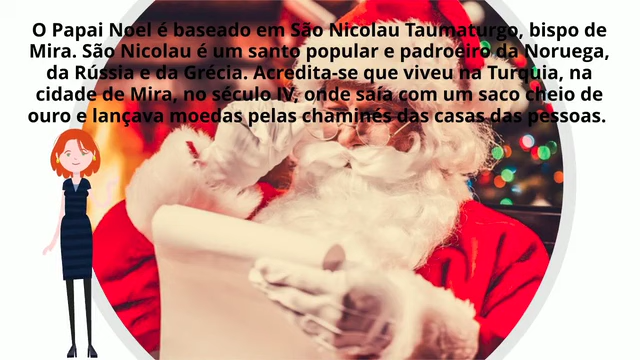 O Papai Noel é baseado em São Nicolau Taumaturgo, bispo de
Mira. São Nicolau é um santo popular e padroeiro da Noruega,
da Rússia e da Grécia. Acredita-se que viveu na Turquia, na
cidade de Mira, no século IV, onde saía com um saco cheio de
ouro e lançava moedas pelas chaminés das casas das pessoas.